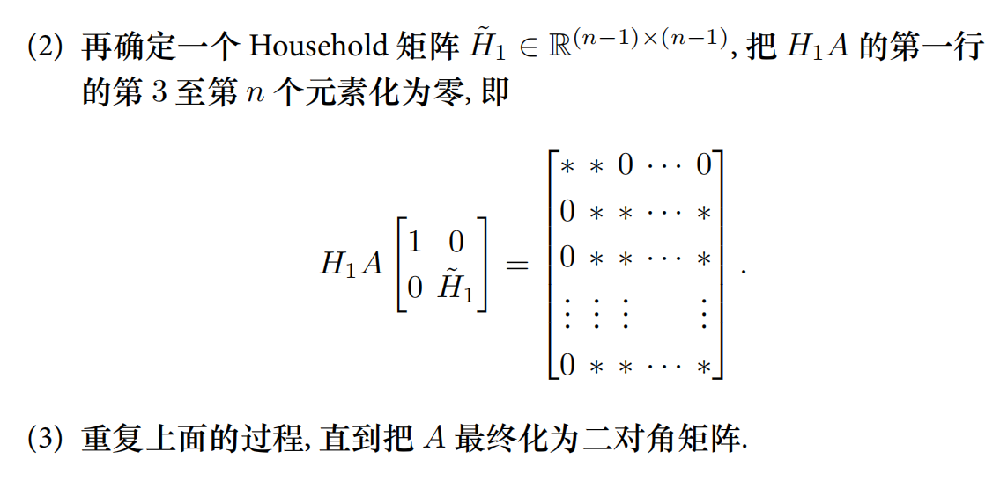 (2) 再确定一个 Household 矩阵 $\tilde{H}_1 \in \mathbb{R}^{(n-1)\times(n-1)}$, 把 $H_1A$ 的第一行
的第 3 至第 $n$ 个元素化为零, 即
$H_1A \begin{bmatrix} 1 & 0 \\ 0 & \tilde{H}_1 \end{bmatrix} = \begin{bmatrix} * & * & 0 & \cdots & 0 \\ 0 & * & * & \cdots & * \\ 0 & * & * & \cdots & * \\ \vdots & \vdots & \vdots & & \vdots \\ 0 & * & * & \cdots & * \end{bmatrix}.$
(3) 重复上面的过程, 直到把 $A$ 最终化为二对角矩阵.